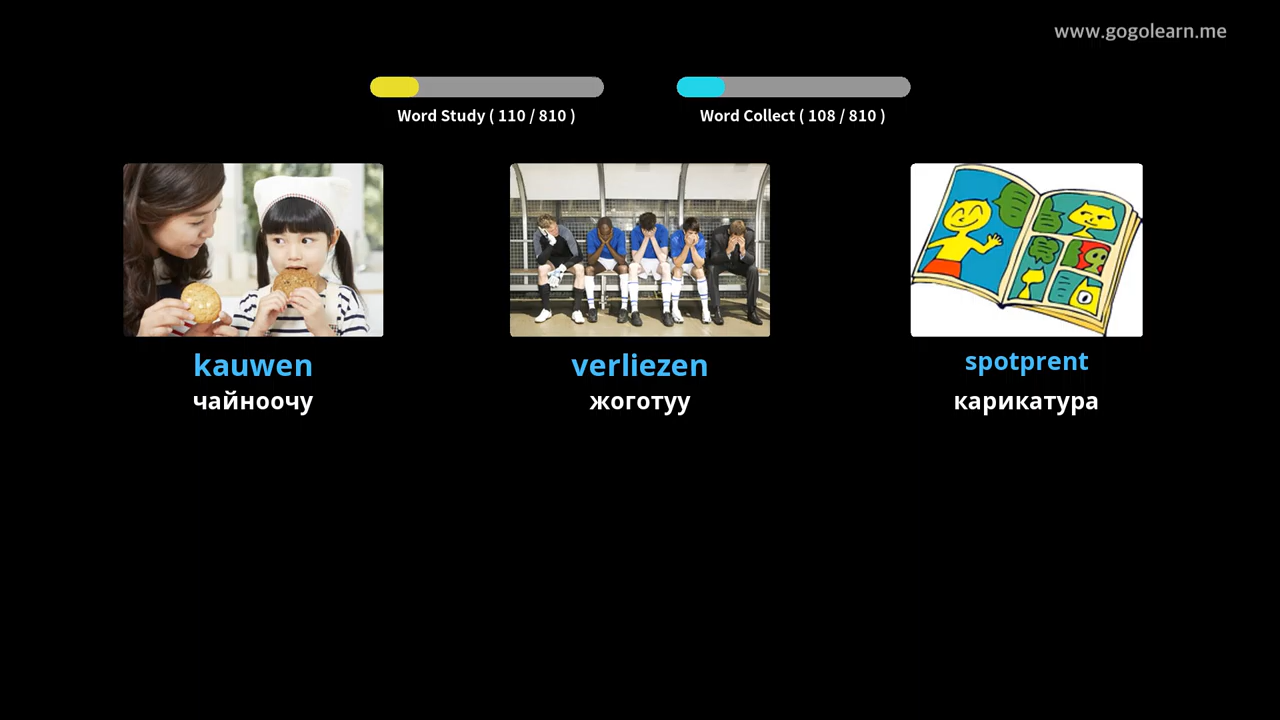 www.gogolearn.me
Word Study ( 110 / 810 )
Word Collect ( 108 / 810 )
kauwen
verliezen
spotprent
чайноочу
жоготуу
карикатура